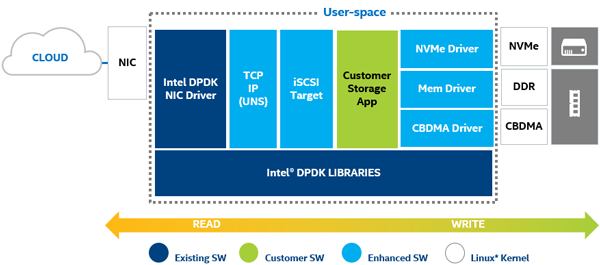 User-space
CLOUD
NIC
Intel DPDK
NIC Driver
TCP
IP
(UNS)
iSCSI
Target
Customer
Storage
App
NVMe Driver
Mem Driver
CBDMA Driver
NVMe
DDR
CBDMA
Intel® DPDK LIBRARIES
READ
WRITE
Existing SW
Customer SW
Enhanced SW
Linux* Kernel